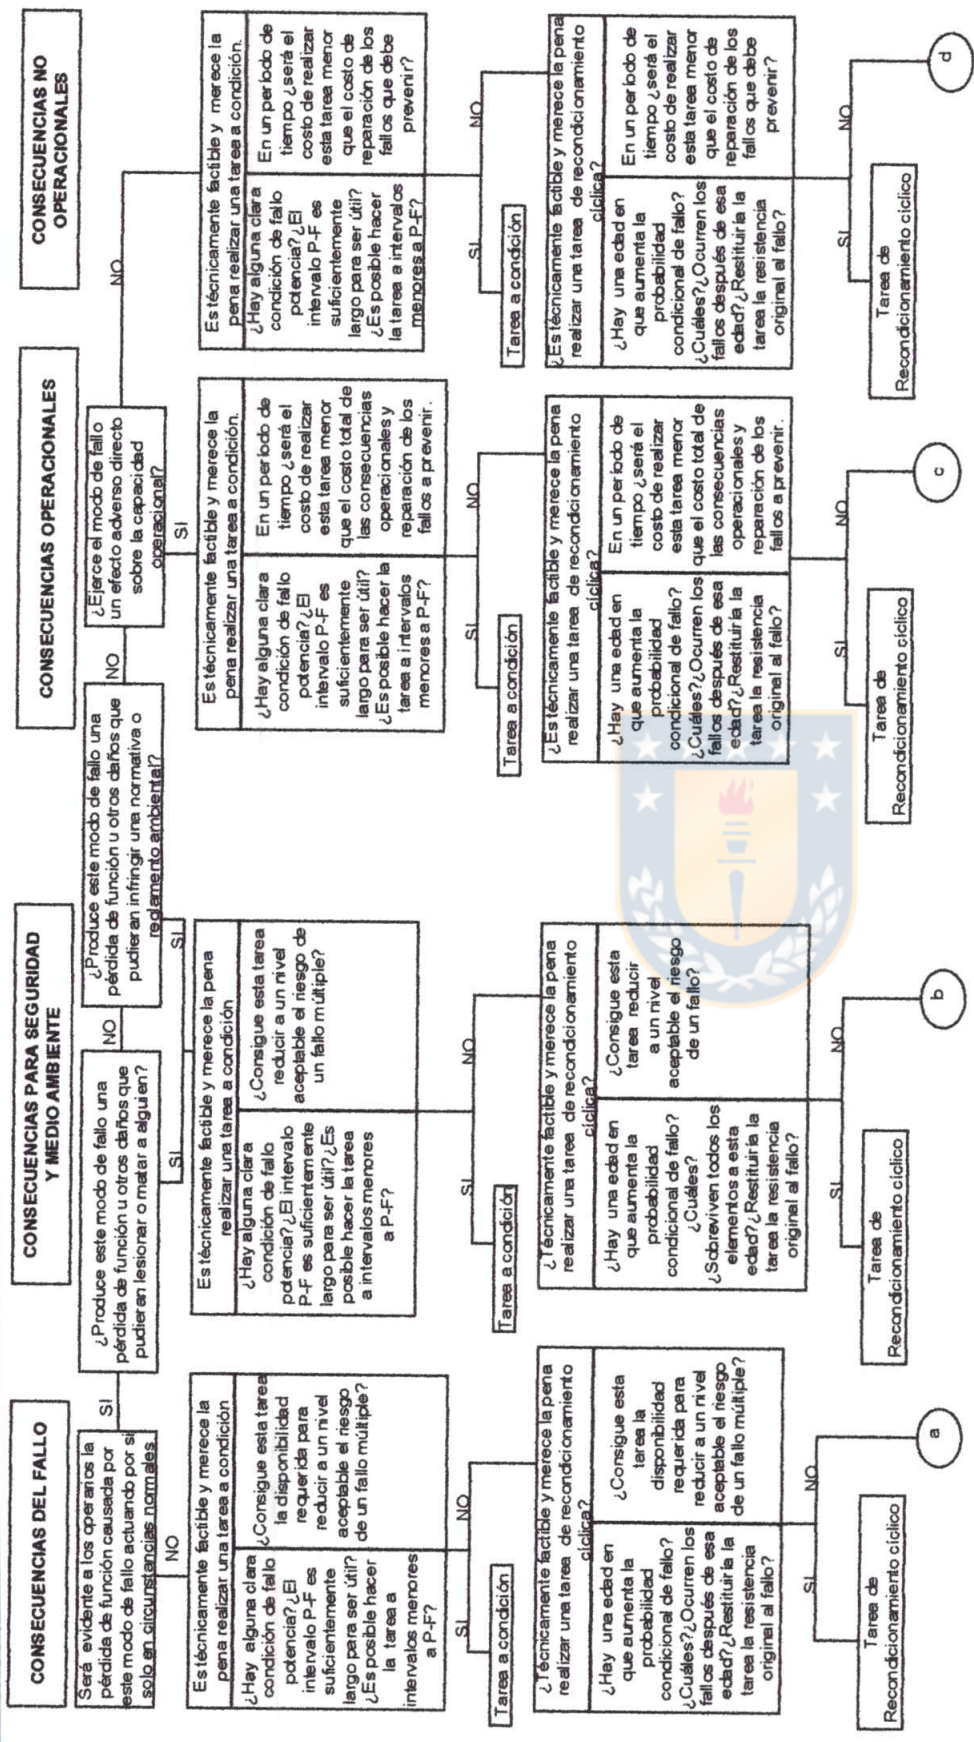 CONSECUENCIAS DEL FALLO
Será evidente a los operarios la
pérdida de función causada por
este modo de fallo actuando por si
solo en circunstancias normales
SI
NO
Es técnicamente factible y merece la
pena realizar una tarea a condición
¿Hay alguna clara
condición de fallo
potencia?¿El
intervalo P-F es
suficientemente
largo para ser útil?
¿Es posible hacer
la tarea a
intervalos menores
a P-F?
¿Consigue esta tarea
la disponibilidad
requerida para
reducir a un nivel
aceptable el riesgo
de un fallo múltiple?
SI
NO
Tarea a condición
¿Técnicamente factible y merece la pena
realizar una tarea de recondicionamiento
cíclica?
¿Hay una edad en
que aumenta la
probabilidad
condicional de fallo?
¿Cuáles?¿Ocurren los
fallos después de esa
edad?¿Restituiría la
tarea la resistencia
original al fallo?
¿Consigue esta
tarea la
disponibilidad
requerida para
reducir a un nivel
aceptable el riesgo
de un fallo múltiple?
SI
NO
Tarea de
Recondicionamiento cíclico
a
CONSECUENCIAS PARA SEGURIDAD
Y MEDIO AMBIENTE
¿Produce este modo de fallo una
pérdida de función u otros daños que
pudieran lesionar o matar a alguien?
NO
SI
¿Produce este modo de fallo una
pérdida de función u otros daños que
pudieran infringir una normativa o
reglamento ambiental?
NO
SI
Es técnicamente factible y merece la pena
realizar una tarea a condición
¿Hay alguna clara
condición de fallo
potencia?¿El intervalo
P-F es suficientemente
largo para ser útil?¿Es
posible hacer la tarea
a intervalos menores
a P-F?
¿Consigue esta tarea
reducir a un nivel
aceptable el riesgo de
un fallo múltiple?
SI
NO
Tarea a condición
¿Técnicamente factible y merece la pena
realizar una tarea de recondicionamiento
cíclica?
¿Hay una edad en
que aumenta la
probabilidad
condicional de fallo?
¿Cuáles?
¿Sobreviven todos los
elementos a esta
edad?¿Restituiría la
tarea la resistencia
original al fallo?
¿Consigue esta
tarea reducir
a un nivel
aceptable el riesgo
de un fallo?
SI
NO
Tarea de
Recondicionamiento cíclico
b
CONSECUENCIAS OPERACIONALES
¿Ejerce el modo de fallo
un efecto adverso directo
sobre la capacidad
operacional?
NO
SI
Es técnicamente factible y merece la
pena realizar una tarea a condición.
¿Hay alguna clara
condición de fallo
potencia?¿El
intervalo P-F es
suficientemente
largo para ser útil?
¿Es posible hacer la
tarea a intervalos
menores a P-F?
En un período de
tiempo ¿será el
costo de realizar
esta tarea menor
que el costo total de
las consecuencias
operacionales y
reparación de los
fallos a prevenir.
SI
NO
Tarea a condición
¿Es técnicamente factible y merece la pena
realizar una tarea de recondicionamiento
cíclica?
¿Hay una edad en
que aumenta la
probabilidad
condicional de fallo?
¿Cuáles?¿Ocurren los
fallos después de esa
edad?¿Restituiría la
tarea la resistencia
original al fallo?
En un período de
tiempo ¿será el
costo de realizar
esta tarea menor
que el costo total de
las consecuencias
operacionales y
reparación de los
fallos a prevenir.
SI
NO
Tarea de
Recondicionamiento cíclico
c
CONSECUENCIAS NO
OPERACIONALES
Es técnicamente factible y merece la
pena realizar una tarea a condición.
¿Hay alguna clara
condición de fallo
potencia?¿El
intervalo P-F es
suficientemente
largo para ser útil?
¿Es posible hacer
la tarea a intervalos
menores a P-F?
En un período de
tiempo ¿será el
costo de realizar
esta tarea menor
que el costo de
reparación de los
fallos que debe
prevenir?
SI
NO
Tarea a condición
¿Es técnicamente factible y merece la pena
realizar una tarea de recondicionamiento
cíclica?
¿Hay una edad en
que aumenta la
probabilidad
condicional de fallo?
¿Cuáles?¿Ocurren los
fallos después de esa
edad?¿Restituiría la
tarea la resistencia
original al fallo?
En un período de
tiempo ¿será el
costo de realizar
esta tarea menor
que el costo de
reparación de los
fallos que debe
prevenir?
SI
NO
Tarea de
Recondicionamiento cíclico
d